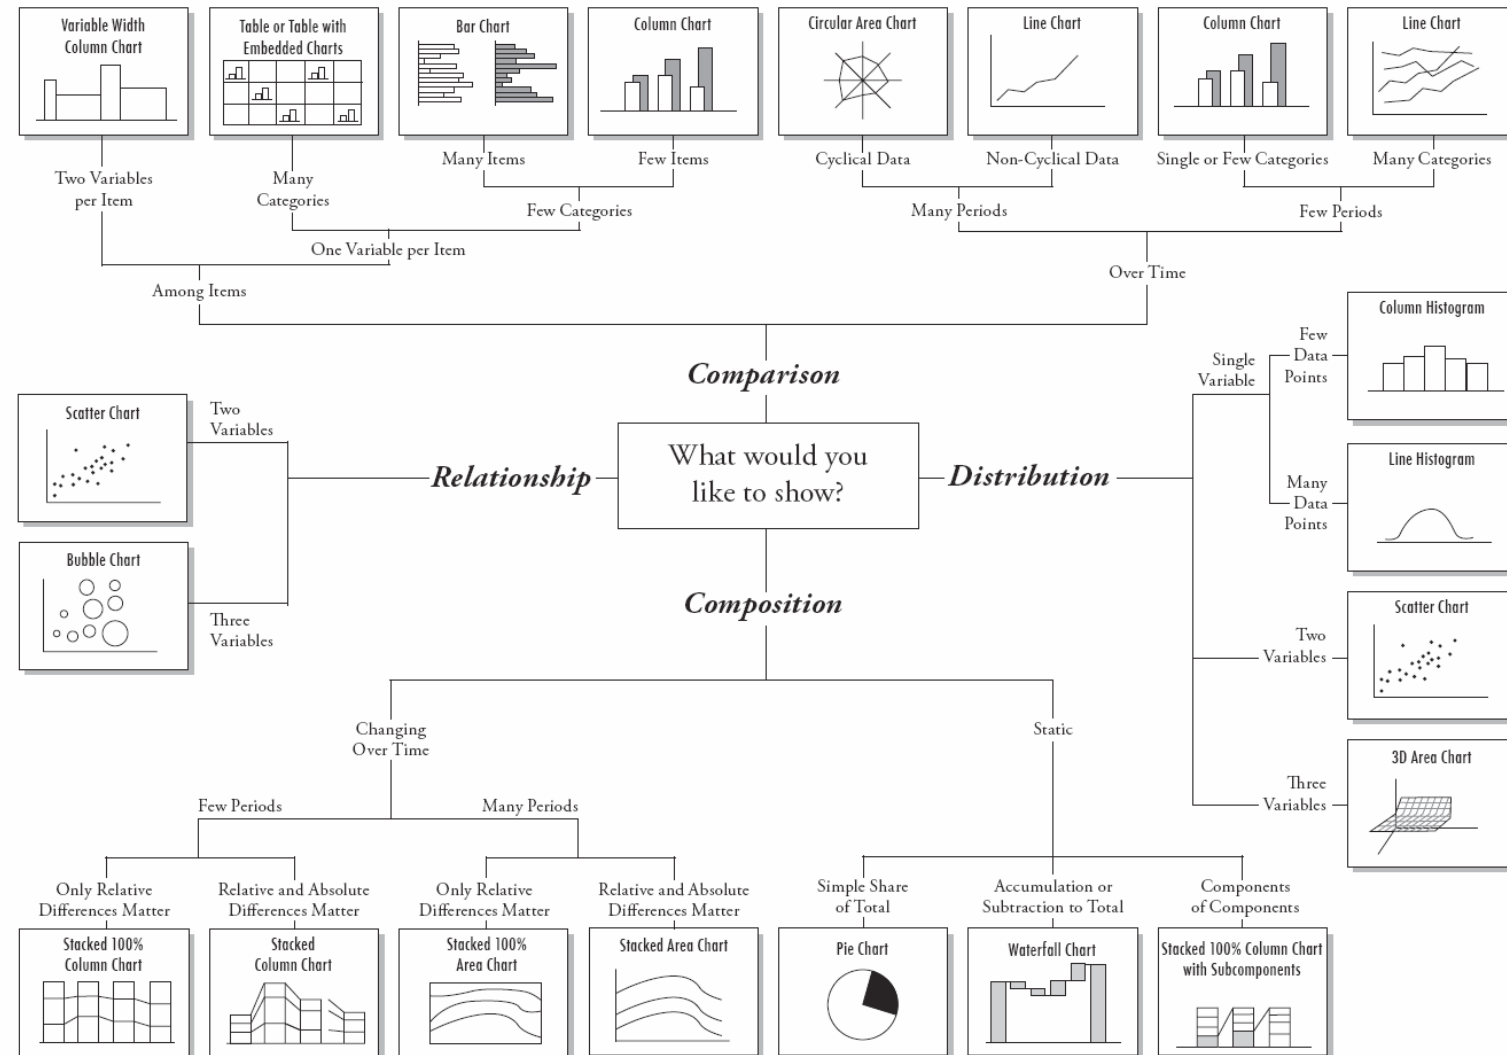 Variable Width
Column Chart
Table or Table with
Embedded Charts
Bar Chart
Column Chart
Circular Area Chart
Line Chart
Column Chart
Line Chart
Two Variables
per Item
Many
Categories
Many Items
Few Items
Cyclical Data
Non-Cyclical Data
Single or Few Categories
Many Categories
Few Categories
Many Periods
Few Periods
One Variable per Item
Among Items
Over Time
Comparison
What would you
like to show?
Relationship
Two
Variables
Scatter Chart
Three
Variables
Bubble Chart
Distribution
Single
Variable
Few
Data
Points
Column Histogram
Many
Data
Points
Line Histogram
Two
Variables
Scatter Chart
Three
Variables
3D Area Chart
Composition
Changing
Over Time
Static
Few Periods
Many Periods
Only Relative
Differences Matter
Relative and Absolute
Differences Matter
Only Relative
Differences Matter
Relative and Absolute
Differences Matter
Simple Share
of Total
Accumulation or
Subtraction to Total
Components
of Components
Stacked 100%
Column Chart
Stacked
Column Chart
Stacked 100%
Area Chart
Stacked Area Chart
Pie Chart
Waterfall Chart
Stacked 100% Column Chart
with Subcomponents